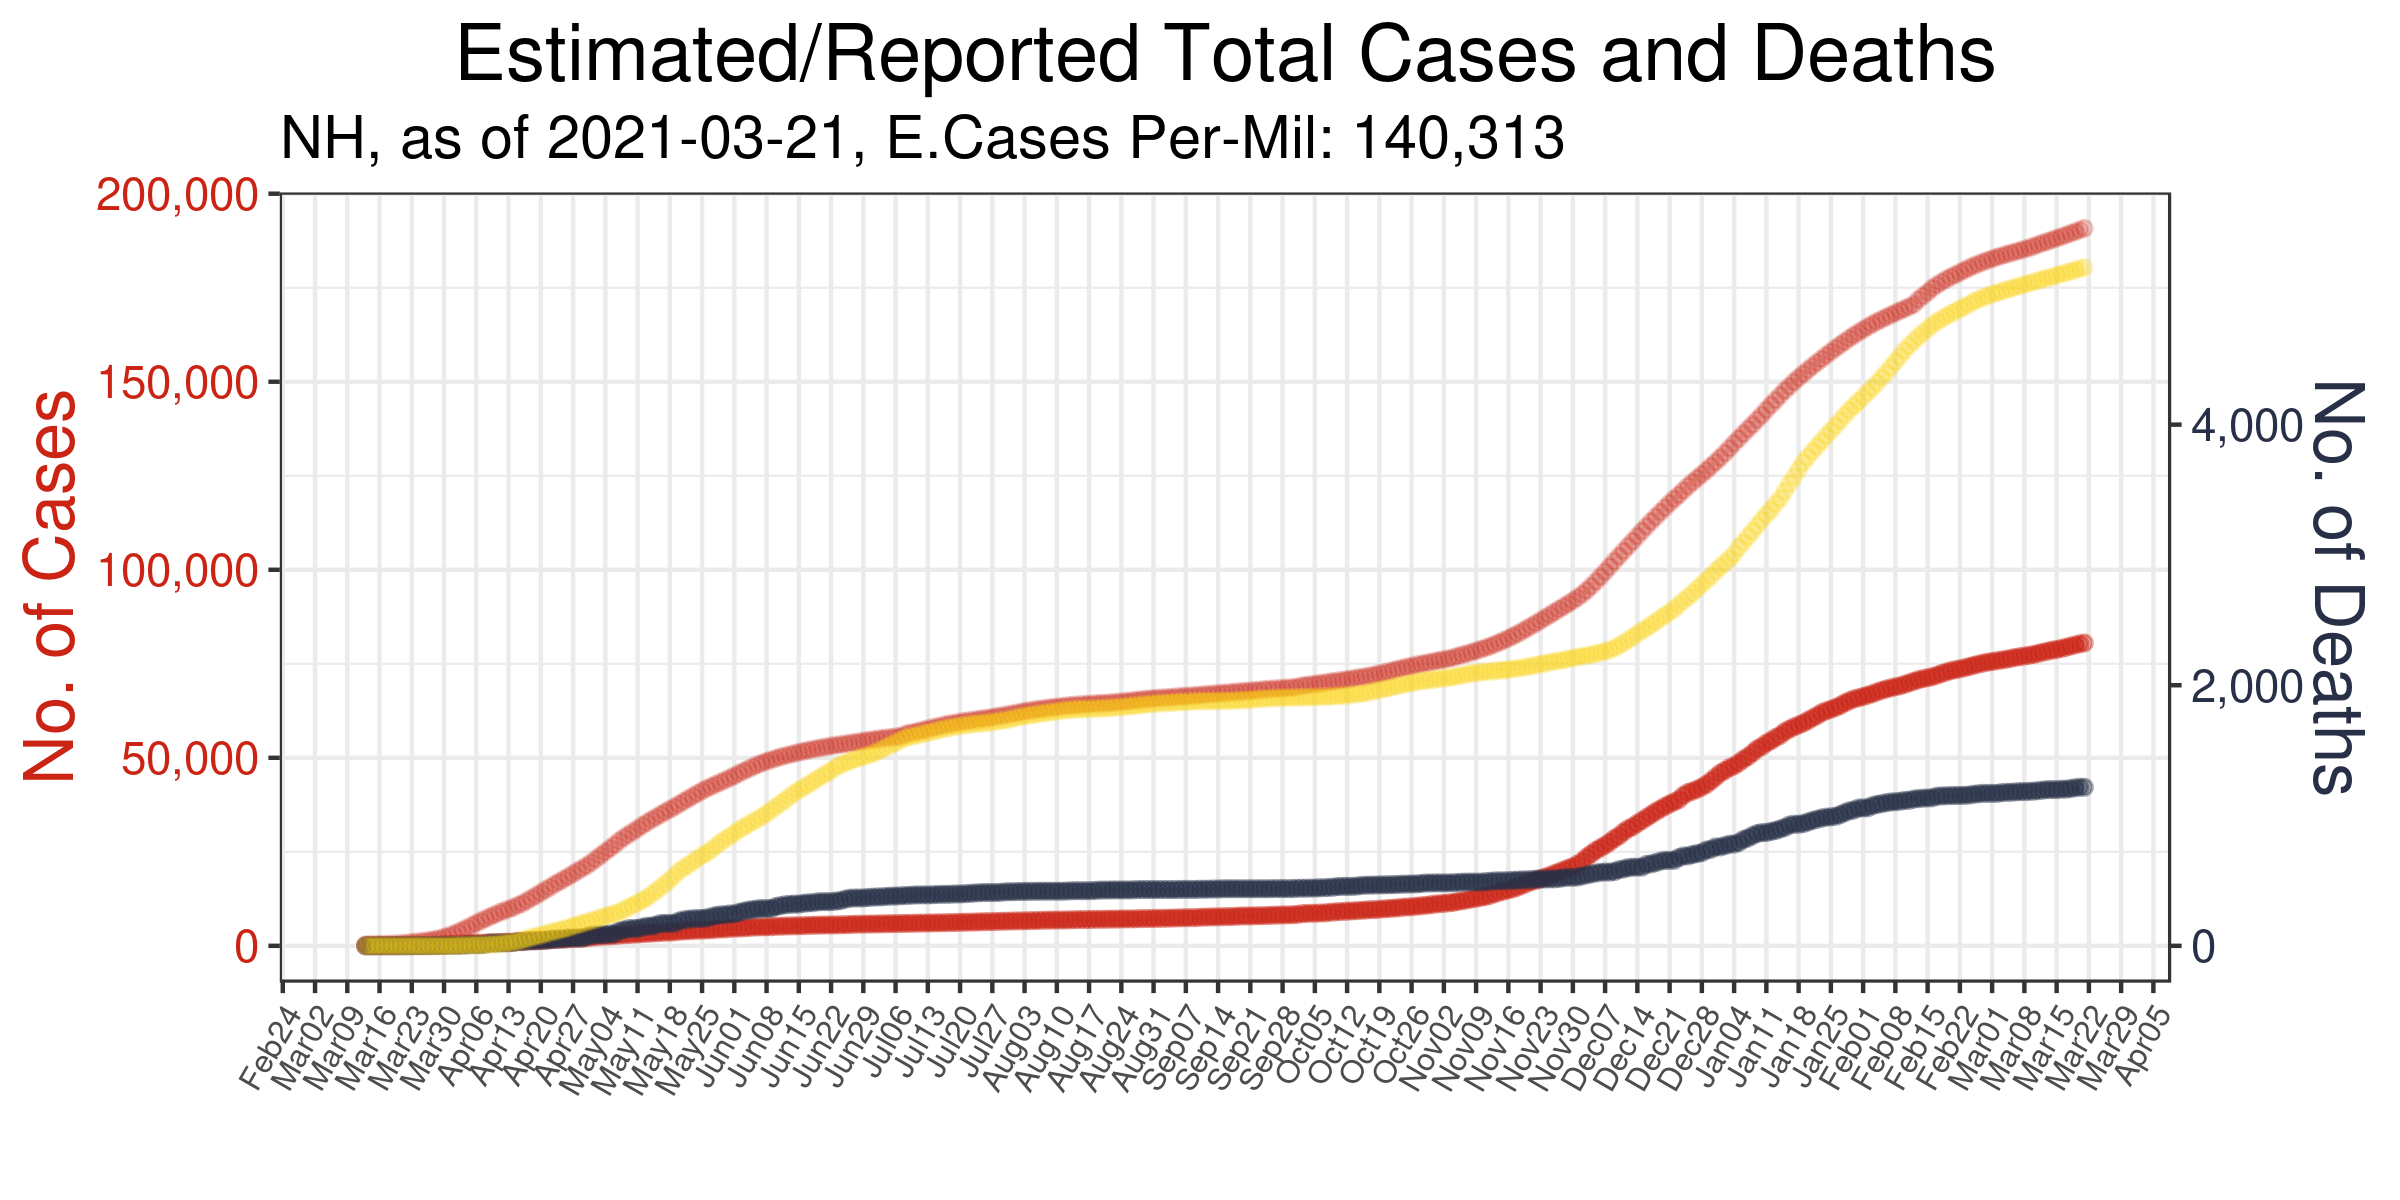 Estimated/Reported Total Cases and Deaths
NH, as of 2021-03-21, E.Cases Per-Mil: 140,313
No. of Cases
200,000
150,000
100,000
50,000
0
4,000
2,000
0
No. of Deaths
Feb24
Mar02
Mar09
Mar16
Mar23
Mar30
Apr06
Apr13
Apr20
Apr27
May04
May11
May18
May25
Jun01
Jun08
Jun15
Jun22
Jun29
Jul06
Jul13
Jul20
Jul27
Aug03
Aug10
Aug17
Aug24
Aug31
Sep07
Sep14
Sep21
Sep28
Oct05
Oct12
Oct19
Oct26
Nov02
Nov09
Nov16
Nov23
Nov30
Dec07
Dec14
Dec21
Dec28
Jan04
Jan11
Jan18
Jan25
Feb01
Feb08
Feb15
Feb22
Mar01
Mar08
Mar15
Mar22
Mar29
Apr05